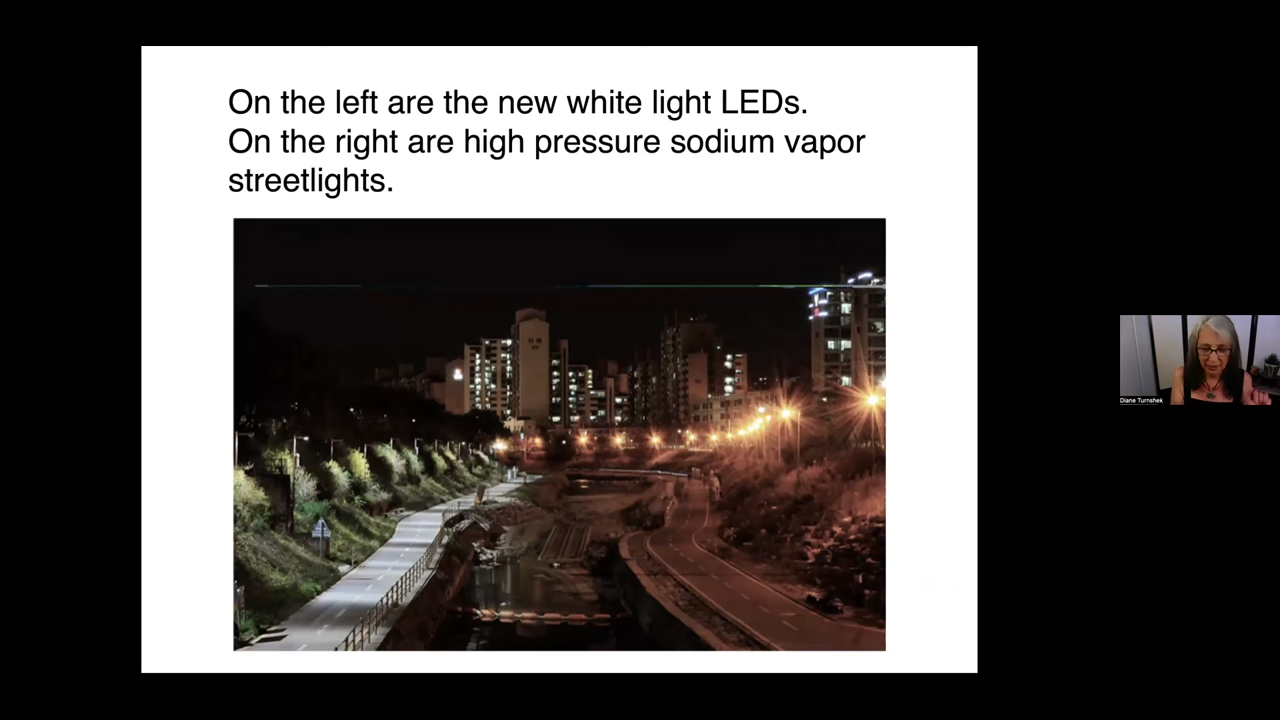 On the left are the new white light LEDs.
On the right are high pressure sodium vapor
streetlights.
Diane Turnshek